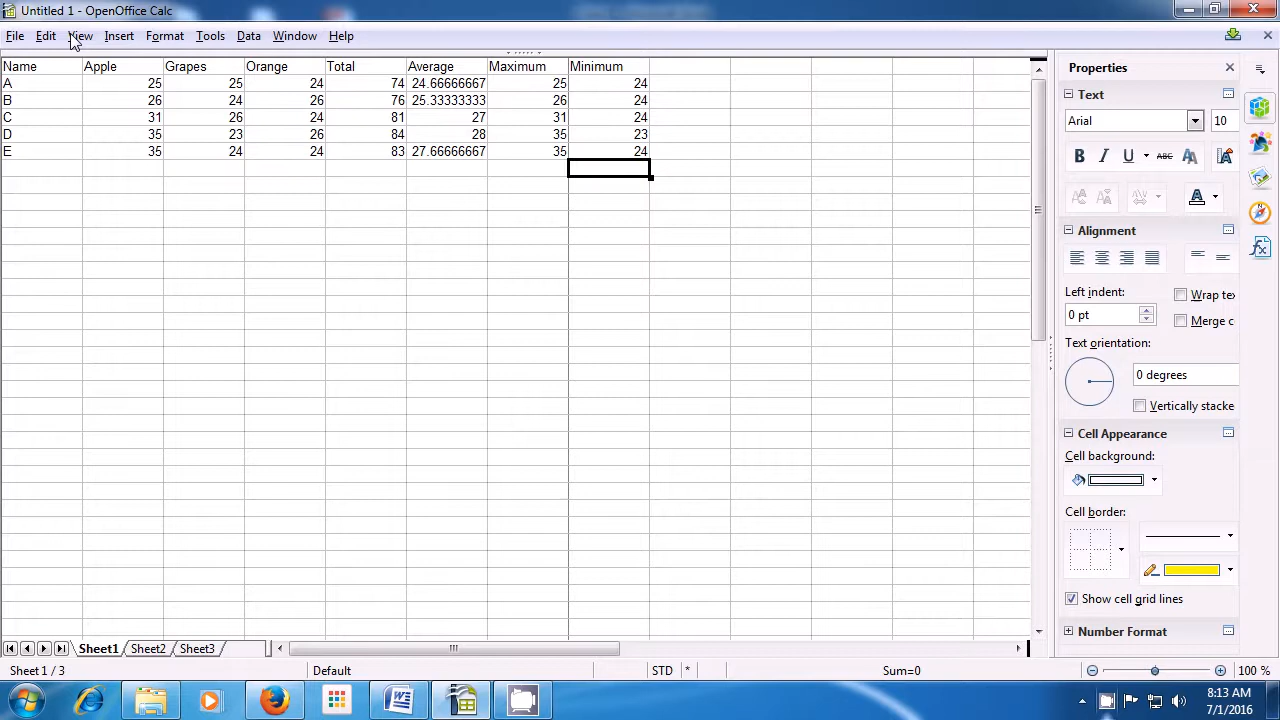 Untitled 1 - OpenOffice Calc
File Edit View Insert Format Tools Data Window Help
Name Apple Grapes Orange Total Average Maximum Minimum
A 25 25 24 74 24.66666667 25 24
B 26 24 26 76 25.33333333 26 24
C 31 26 24 81 27 31 24
D 35 23 26 84 28 35 23
E 35 24 24 83 27.66666667 35 24
Properties
Text
Arial 10
B I U ABC
Alignment
Left indent:
Wrap tex
0 pt
Merge c
Text orientation:
0 degrees
Vertically stacke
Cell Appearance
Cell background:
Cell border:
Show cell grid lines
Number Format
Sheet1 Sheet2 Sheet3
Sheet 1 / 3 Default STD * Sum=0 100 %
8:13 AM
7/1/2016